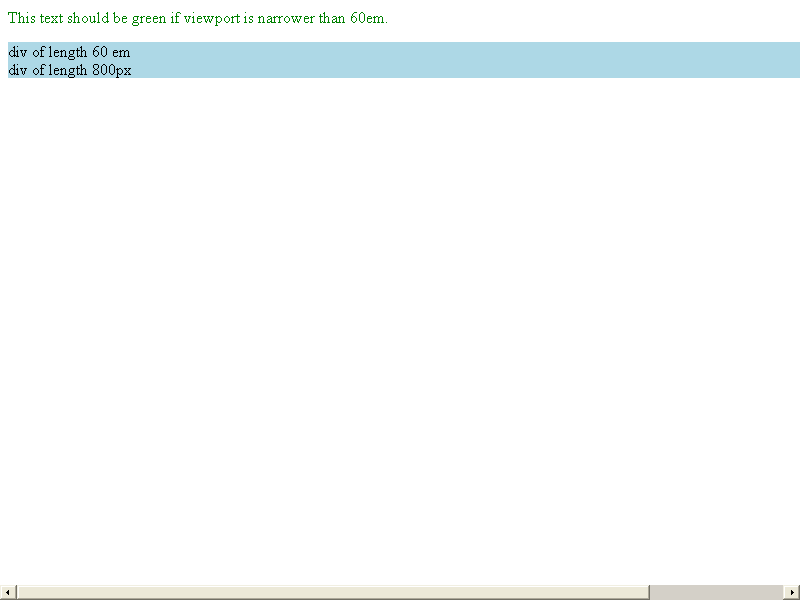 This text should be green if viewport is narrower than 60em.
div of length 60 em
div of length 800px